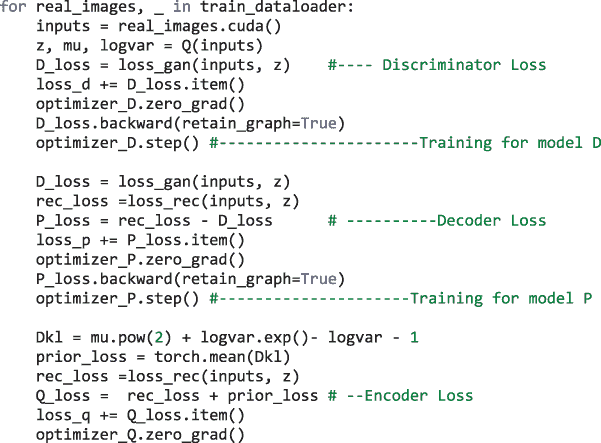 for real_images, _ in train_dataloader:
    inputs = real_images.cuda()
    z, mu, logvar = Q(inputs)
    D_loss = loss_gan(inputs, z)    #---- Discriminator Loss
    loss_d += D_loss.item()
    optimizer_D.zero_grad()
    D_loss.backward(retain_graph=True)
    optimizer_D.step() #----------------------Training for model D
    D_loss = loss_gan(inputs, z)
    rec_loss =loss_rec(inputs, z)
    P_loss = rec_loss - D_loss      # ----------Decoder Loss
    loss_p += P_loss.item()
    optimizer_P.zero_grad()
    P_loss.backward(retain_graph=True)
    optimizer_P.step() #---------------------Training for model P
    Dkl = mu.pow(2) + logvar.exp()- logvar - 1
    prior_loss = torch.mean(Dkl)
    rec_loss =loss_rec(inputs, z)
    Q_loss =  rec_loss + prior_loss # --Encoder Loss
    loss_q += Q_loss.item()
    optimizer_Q.zero_grad()